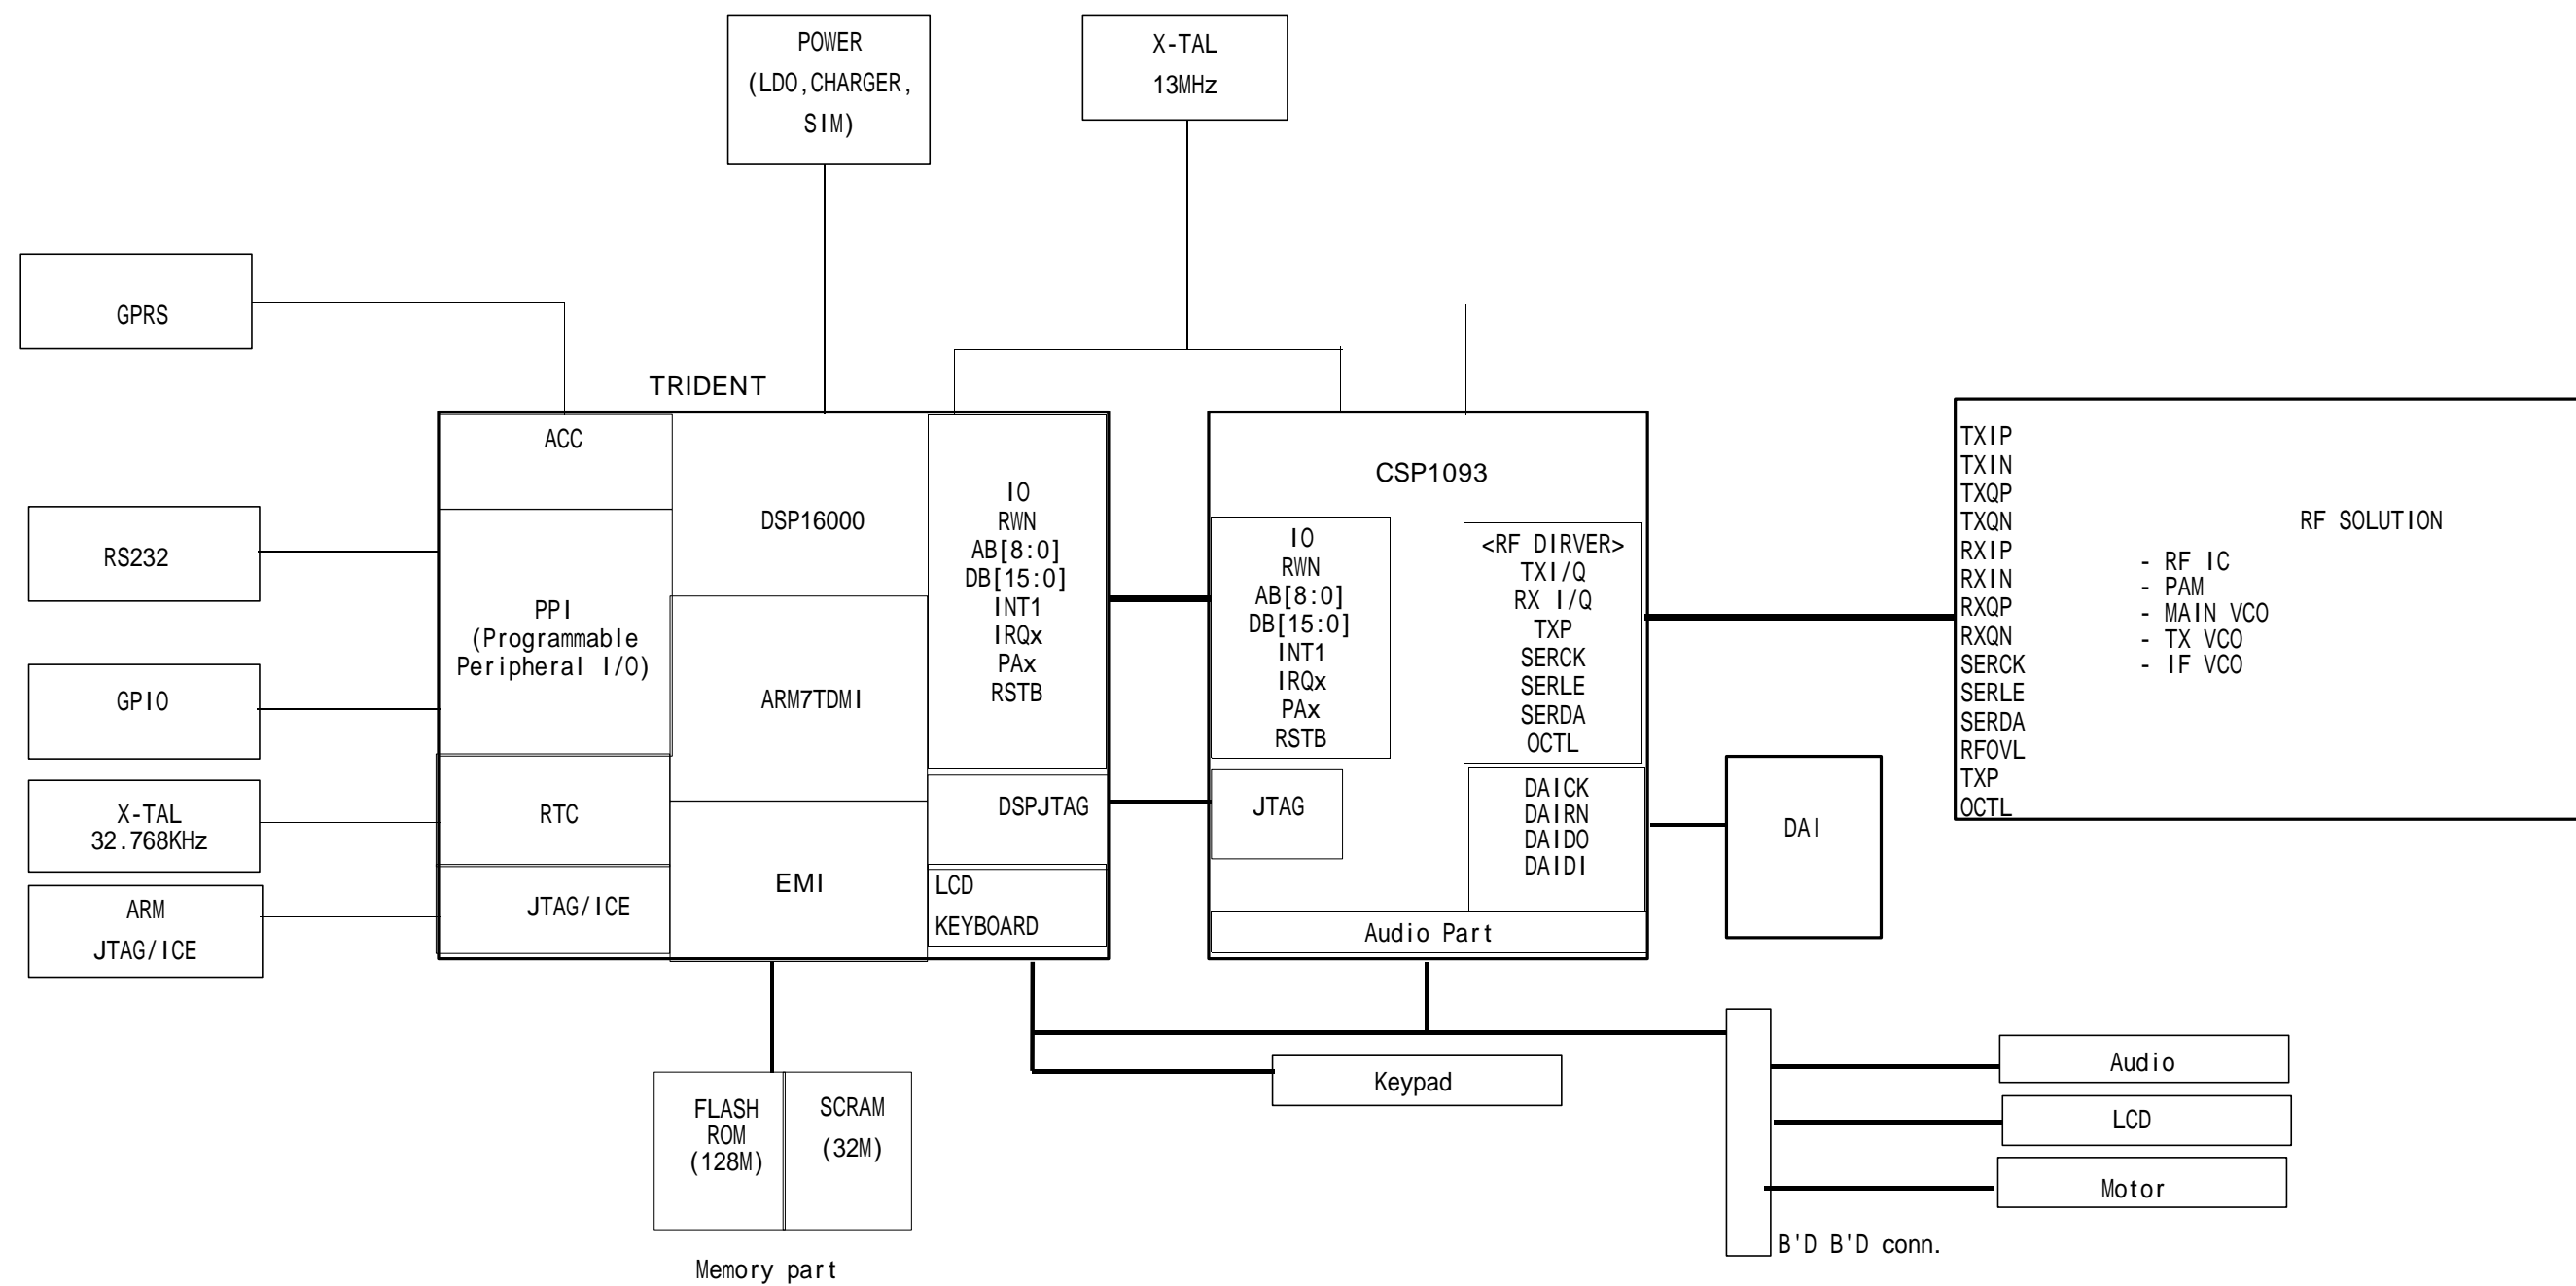 POWER
(LDO,CHARGER,
SIM)
X-TAL
13MHz
GPRS
TRIDENT
ACC
DSP16000
PPI
(Programmable
Peripheral I/O)
ARM7TDMI
RTC
JTAG/ICE
EMI
IO
RWN
AB[8:0]
DB[15:0]
INT1
IRQx
PAx
RSTB
DSPJTAG
LCD
KEYBOARD
RS232
GPIO
X-TAL
32.768KHz
ARM
JTAG/ICE
CSP1093
IO
RWN
AB[8:0]
DB[15:0]
INT1
IRQx
PAx
RSTB
JTAG
<RF DIRVER>
TXI/Q
RX I/Q
TXP
SERCK
SERLE
SERDA
OCTL
DAICK
DAIRN
DAIDO
DAIDI
Audio Part
DAI
TXIP
TXIN
TXQP
TXQN
RXIP
RXIN
RXQP
RXQN
SERCK
SERLE
SERDA
RFOVL
TXP
OCTL
RF SOLUTION
- RF IC
- PAM
- MAIN VCO
- TX VCO
- IF VCO
FLASH
ROM
(128M)
SCRAM
(32M)
Memory part
Keypad
Audio
LCD
Motor
B'D B'D conn.